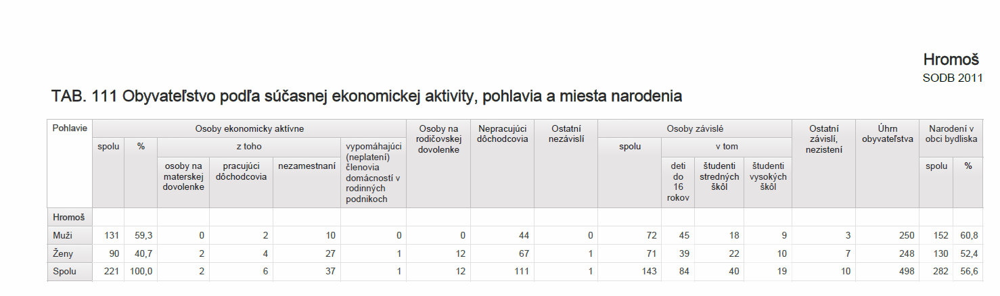 Hromoš
SODB 2011
TAB. 111 Obyvateľstvo podľa súčasnej ekonomickej aktivity, pohlavia a miesta narodenia
Pohlavie Osoby ekonomicky aktívne Osoby na rodičovskej dovolenke Nepracujúci dôchodcovia Ostatní nezávislí Osoby závislé Ostatní závislí, nezistení Úhrn obyvateľstva Narodení v obci bydliska
spolu % z toho vypomáhajúci (neplatení) členovia domácností v rodinných podnikoch spolu v tom spolu %
osoby na materskej dovolenke pracujúci dôchodcovia nezamestnaní deti do 16 rokov študenti stredných škôl študenti vysokých škôl
Hromoš
Muži 131 59,3 0 2 10 0 0 44 0 72 45 18 9 3 250 152 60,8
Ženy 90 40,7 2 4 27 1 12 67 1 71 39 22 10 7 248 130 52,4
Spolu 221 100,0 2 6 37 1 12 111 1 143 84 40 19 10 498 282 56,6